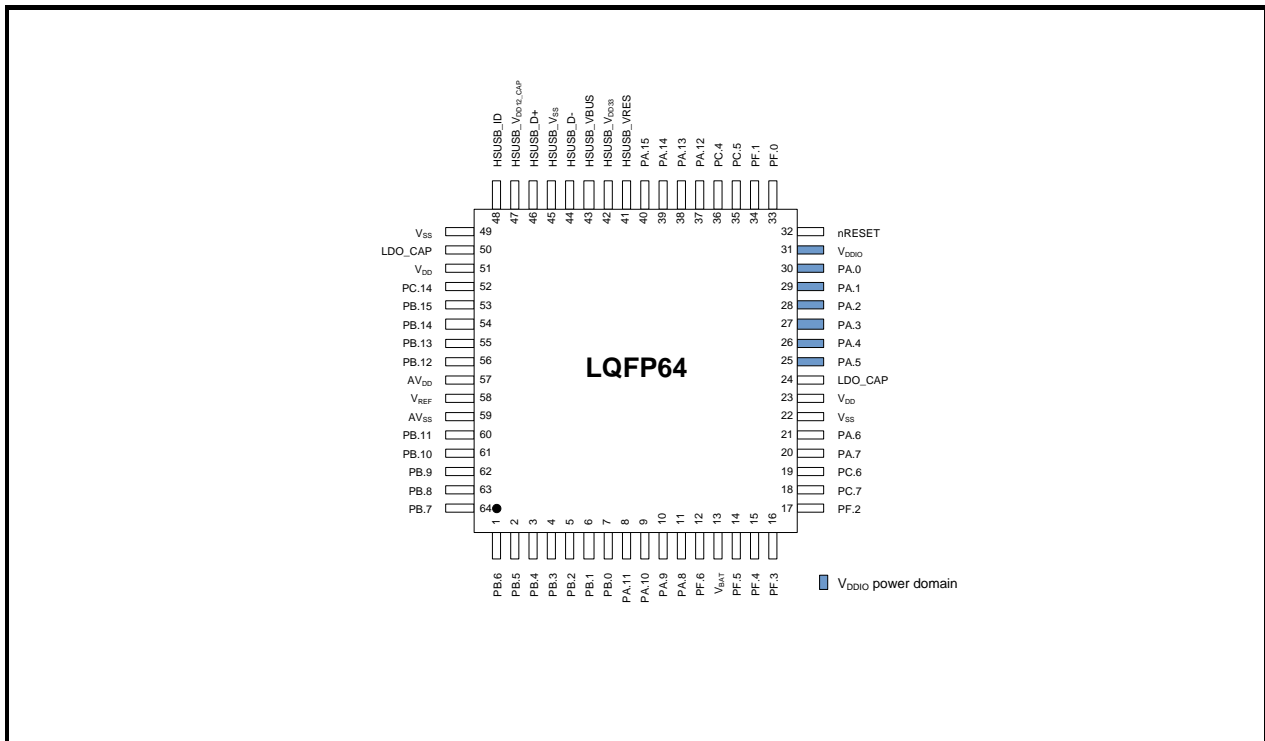 HSUSB_ID
HSUSB_VDD12_CAP
HSUSB_D+
HSUSB_VSS
HSUSB_D-
HSUSB_VBUS
HSUSB_VDD33
HSUSB_VRES
PA.15
PA.14
PA.13
PA.12
PC.4
PC.5
PF.1
PF.0
48
47
46
45
44
43
42
41
40
39
38
37
36
35
34
33
VSS 49
LDO_CAP 50
VDD 51
PC.14 52
PB.15 53
PB.14 54
PB.13 55
PB.12 56
AVDD 57
VREF 58
AVSS 59
PB.11 60
PB.10 61
PB.9 62
PB.8 63
PB.7 64
LQFP64
32 nRESET
31 VDDIO
30 PA.0
29 PA.1
28 PA.2
27 PA.3
26 PA.4
25 PA.5
24 LDO_CAP
23 VDD
22 VSS
21 PA.6
20 PA.7
19 PC.6
18 PC.7
17 PF.2
1
2
3
4
5
6
7
8
9
10
11
12
13
14
15
16
PB.6
PB.5
PB.4
PB.3
PB.2
PB.1
PB.0
PA.11
PA.10
PA.9
PA.8
PF.6
VBAT
PF.5
PF.4
PF.3
VDDIO power domain